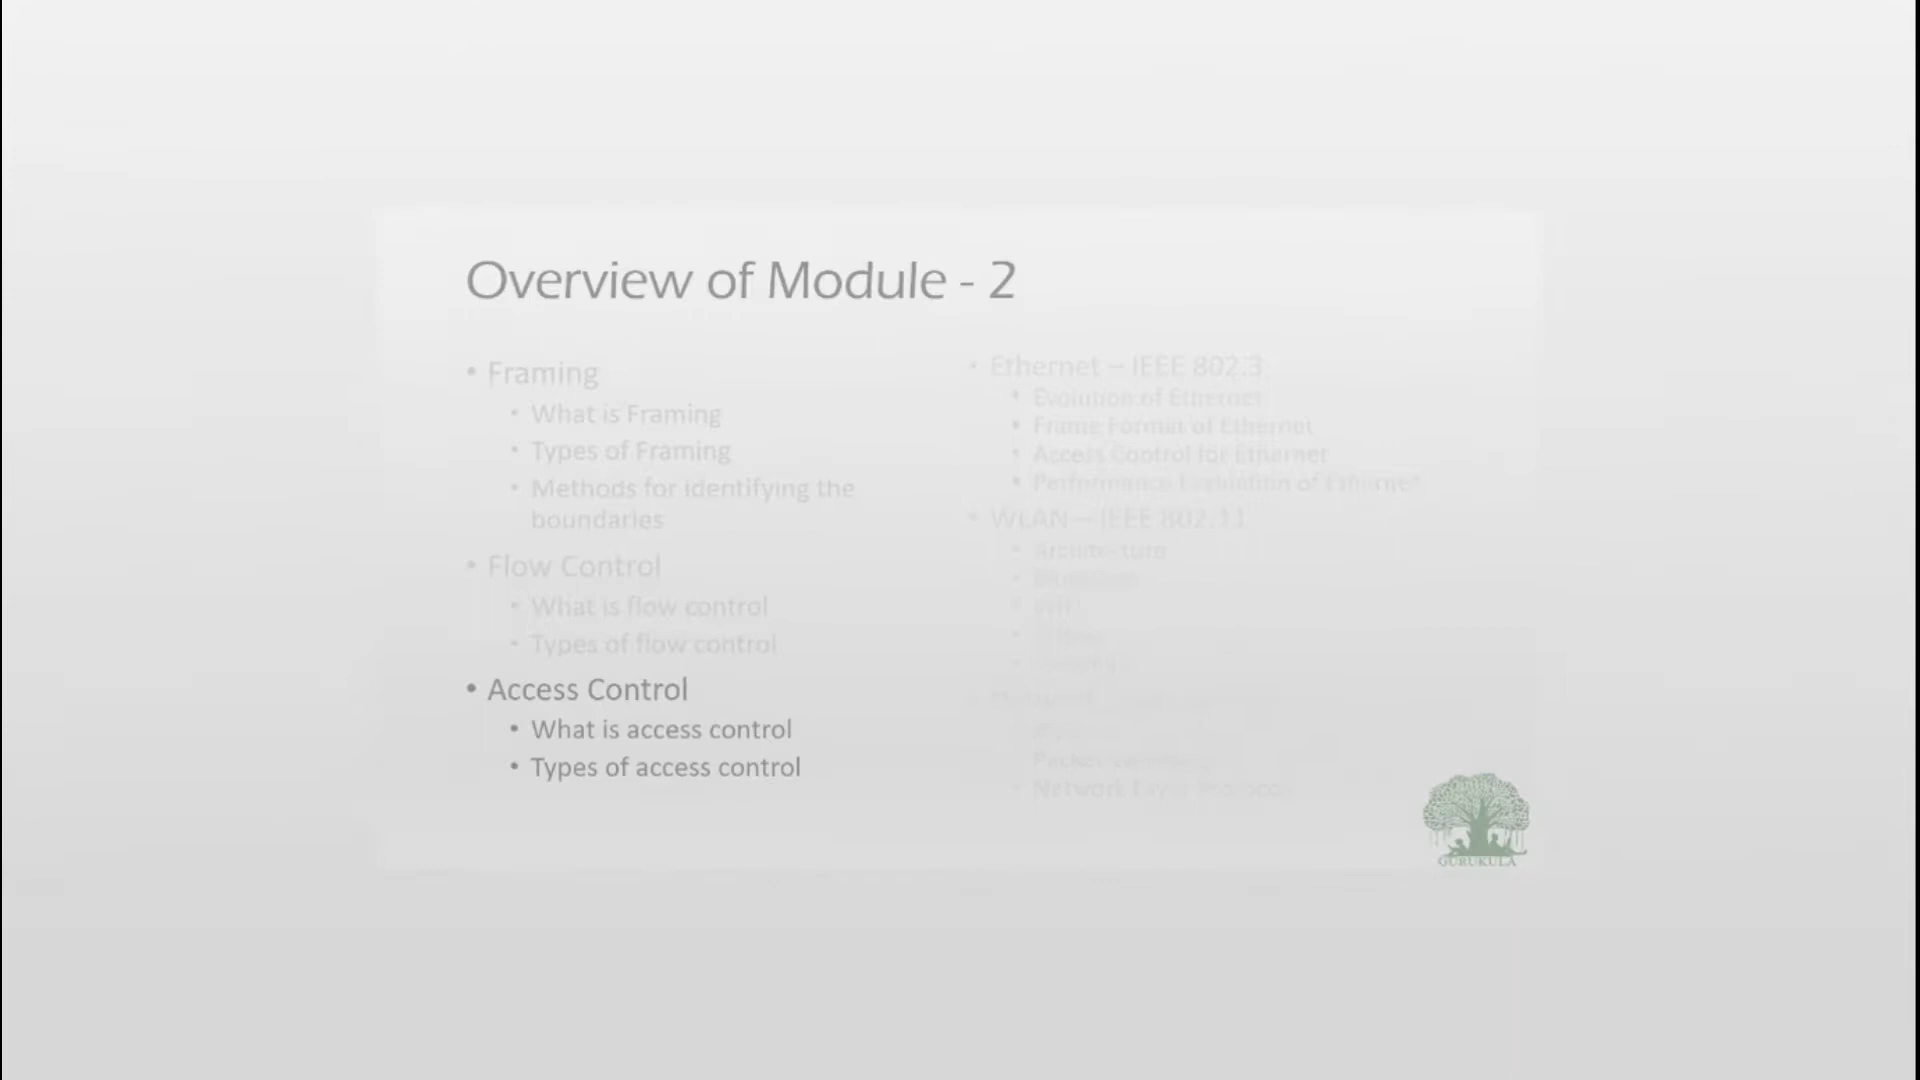 Overview of Module - 2
• Framing
• What is Framing
• Types of Framing
• Methods for identifying the
boundaries
• Flow Control
• What is flow control
• Types of flow control
• Access Control
• What is access control
• Types of access control
• Ethernet – IEEE 802.3
• Evolution of Ethernet
• Frame Format of Ethernet
• Access Control for Ethernet
• Performance Evaluation of Ethernet
• WLAN – IEEE 802.11
• Architecture
Packet
• Network Layer
GURUKULA